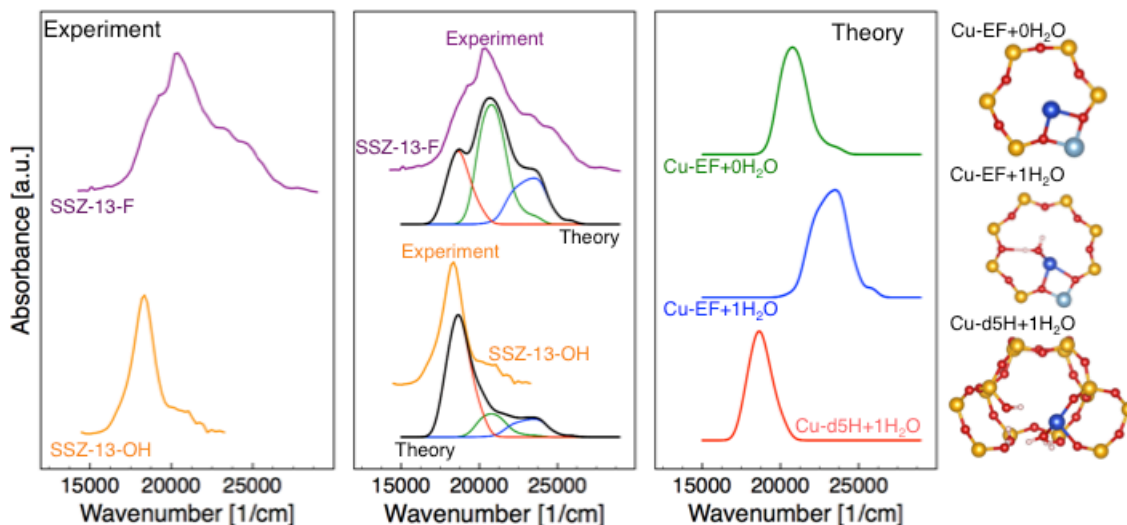 Experiment
SSZ-13-F
SSZ-13-OH
Absorbance [a.u.]
15000 20000 25000
Wavenumber [1/cm]
Experiment
SSZ-13-F
Theory
Experiment
SSZ-13-OH
Theory
15000 20000 25000
Wavenumber [1/cm]
Theory
Cu-EF+0H₂O
Cu-EF+1H₂O
Cu-d5H+1H₂O
15000 20000 25000
Wavenumber [1/cm]
Cu-EF+0H₂O
Cu-EF+1H₂O
Cu-d5H+1H₂O